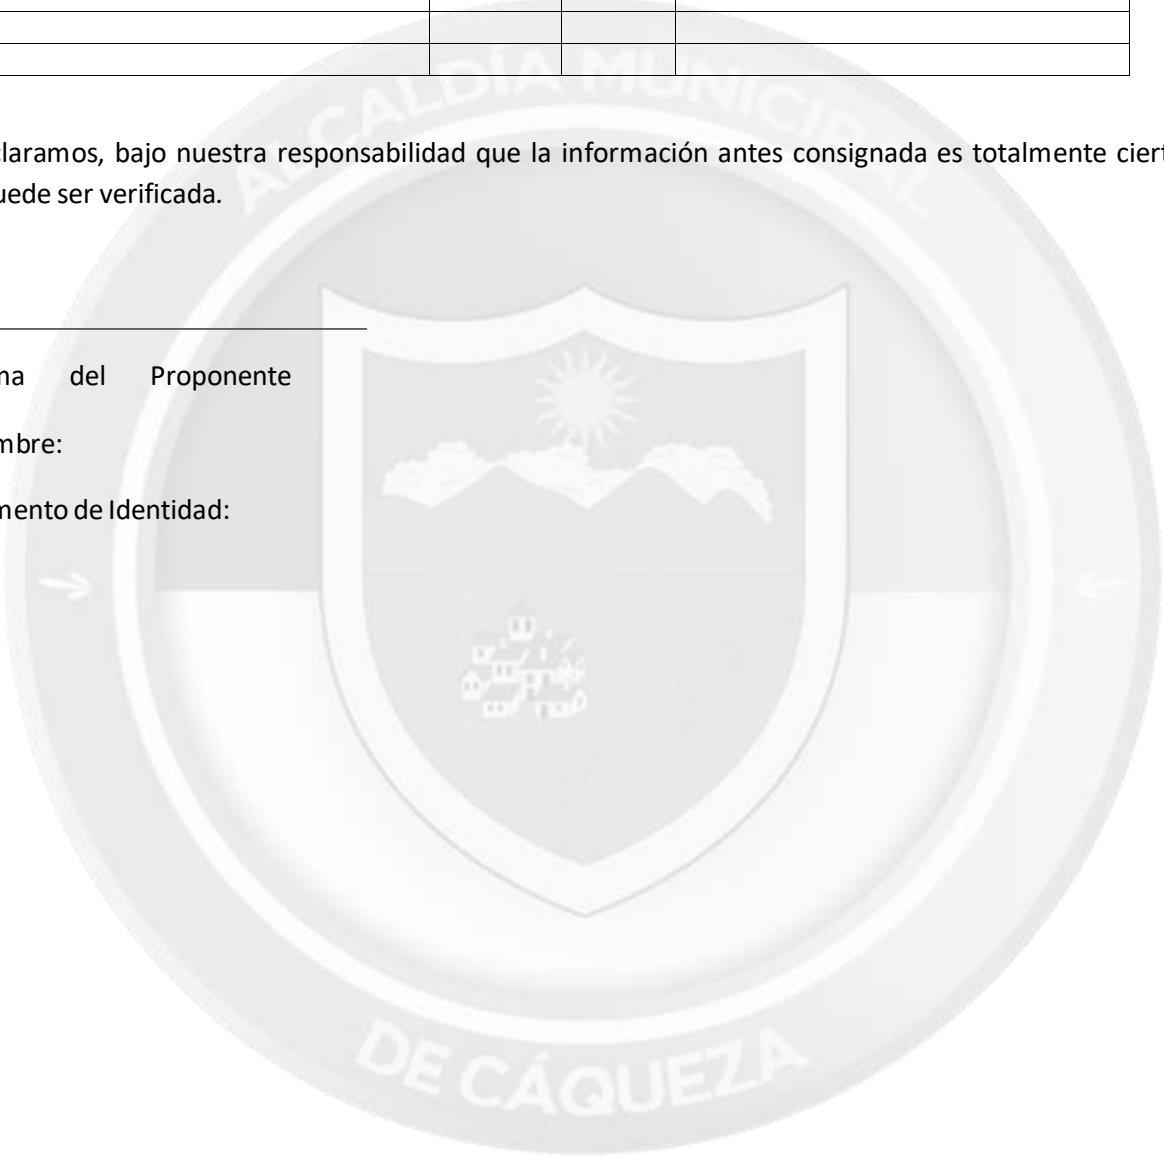 ALCALDÍA MUNICIPAL
claramos, bajo nuestra responsabilidad que la información antes consignada es totalmente ciert
uede ser verificada.
ma del Proponente
mbre:
mento de Identidad:
DE CÁQUEZA